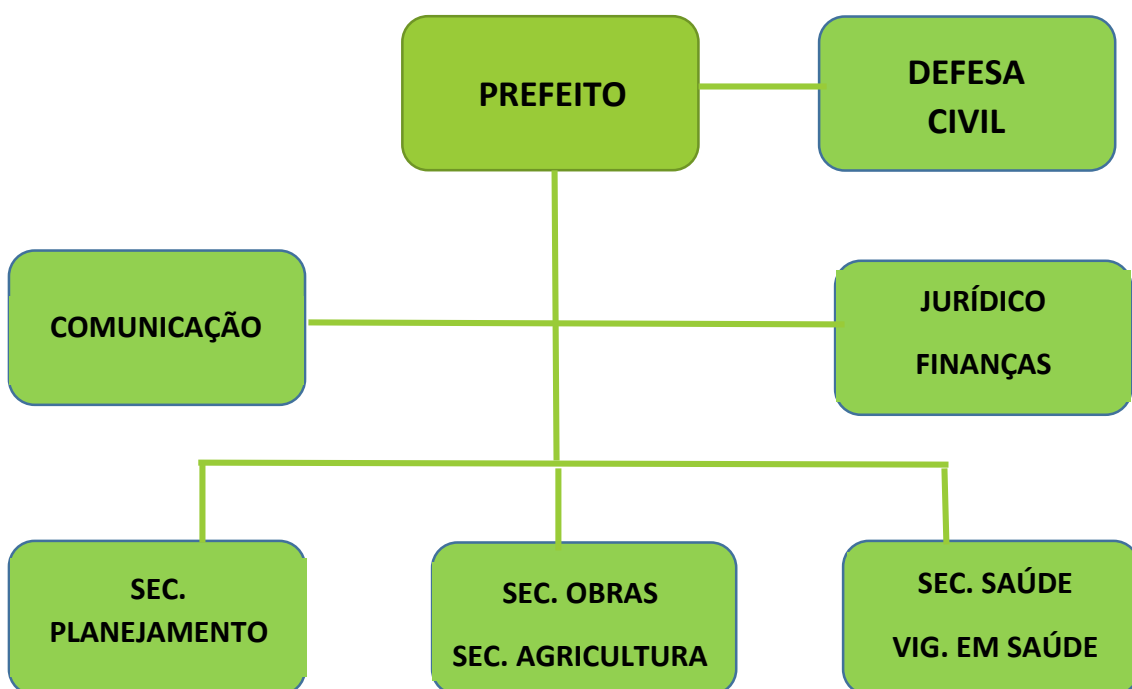 PREFEITO
DEFESA
CIVIL
COMUNICAÇÃO
JURÍDICO
FINANÇAS
SEC.
PLANEJAMENTO
SEC. OBRAS
SEC. AGRICULTURA
SEC. SAÚDE
VIG. EM SAÚDE